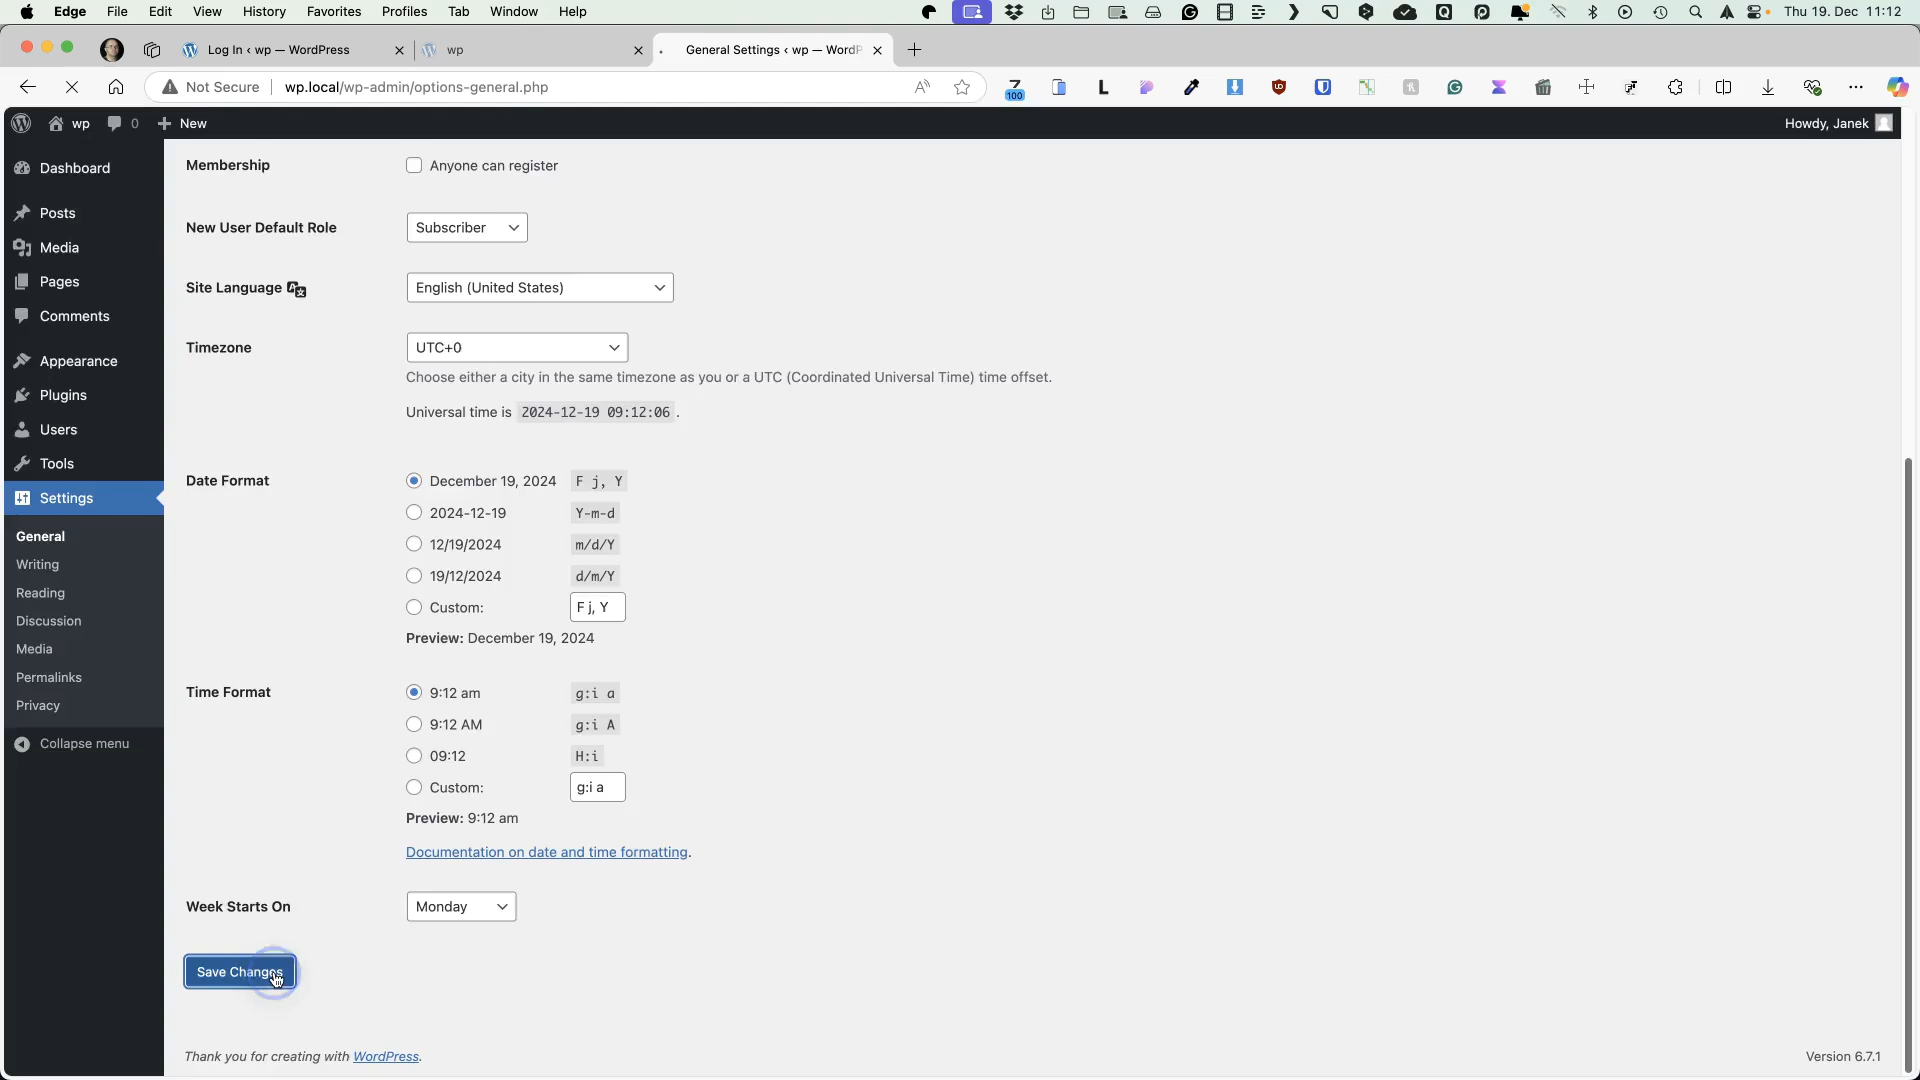 Edge File Edit View History Favorites Profiles Tab Window Help Thu 19. Dec 11:12
Log In ‹ wp — WordPress wp General Settings ‹ wp — WordP
Not Secure wp.local/wp-admin/options-general.php 100
wp 0 New Howdy, Janek
Dashboard
Posts
Media
Pages
Comments
Appearance
Plugins
Users
Tools
Settings
General
Writing
Reading
Discussion
Media
Permalinks
Privacy
Collapse menu
Membership Anyone can register
New User Default Role Subscriber
Site Language English (United States)
Timezone UTC+0
Choose either a city in the same timezone as you or a UTC (Coordinated Universal Time) time offset.
Universal time is 2024-12-19 09:12:06 .
Date Format December 19, 2024 F j, Y
2024-12-19 Y-m-d
12/19/2024 m/d/Y
19/12/2024 d/m/Y
Custom: F j, Y
Preview: December 19, 2024
Time Format 9:12 am g:i a
9:12 AM g:i A
09:12 H:i
Custom: g:i a
Preview: 9:12 am
Documentation on date and time formatting.
Week Starts On Monday
Save Changes
Thank you for creating with WordPress. Version 6.7.1